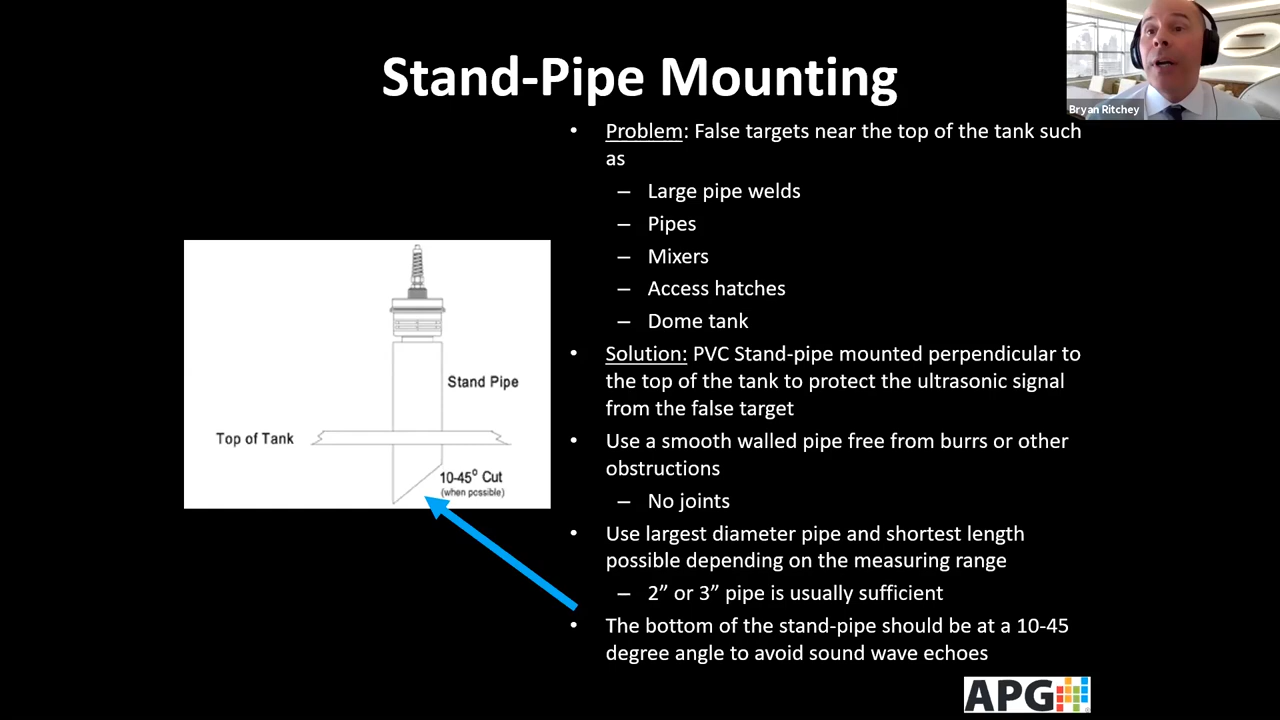 Stand-Pipe Mounting
Bryan Ritchey
• Problem: False targets near the top of the tank such
as
– Large pipe welds
– Pipes
– Mixers
– Access hatches
– Dome tank
• Solution: PVC Stand-pipe mounted perpendicular to
the top of the tank to protect the ultrasonic signal
from the false target
• Use a smooth walled pipe free from burrs or other
obstructions
– No joints
• Use largest diameter pipe and shortest length
possible depending on the measuring range
– 2” or 3” pipe is usually sufficient
• The bottom of the stand-pipe should be at a 10-45
degree angle to avoid sound wave echoes
Stand Pipe
Top of Tank
10-45° Cut
(when possible)
APG